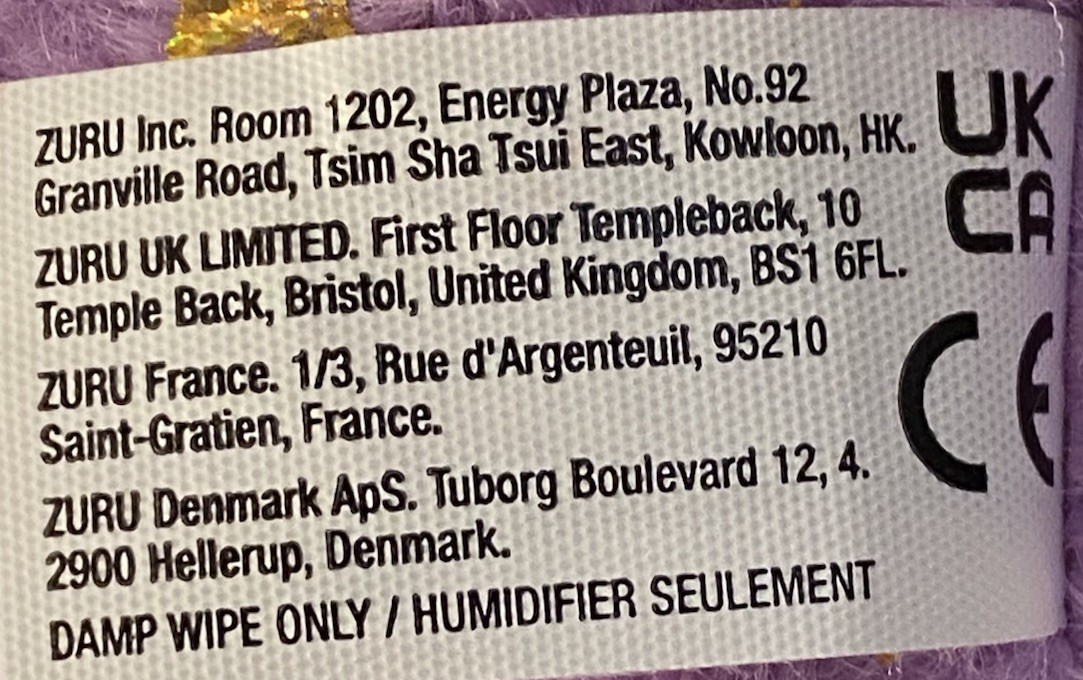 ZURU Inc. Room 1202, Energy Plaza, No.92
Granville Road, Tsim Sha Tsui East, Kowloon, HK.
ZURU UK LIMITED. First Floor Templeback, 10
Temple Back, Bristol, United Kingdom, BS1 6FL.
ZURU France. 1/3, Rue d'Argenteuil, 95210
Saint-Gratien, France.
ZURU Denmark ApS. Tuborg Boulevard 12, 4.
2900 Hellerup, Denmark.
DAMP WIPE ONLY / HUMIDIFIER SEULEMENT
UK
CA
CE